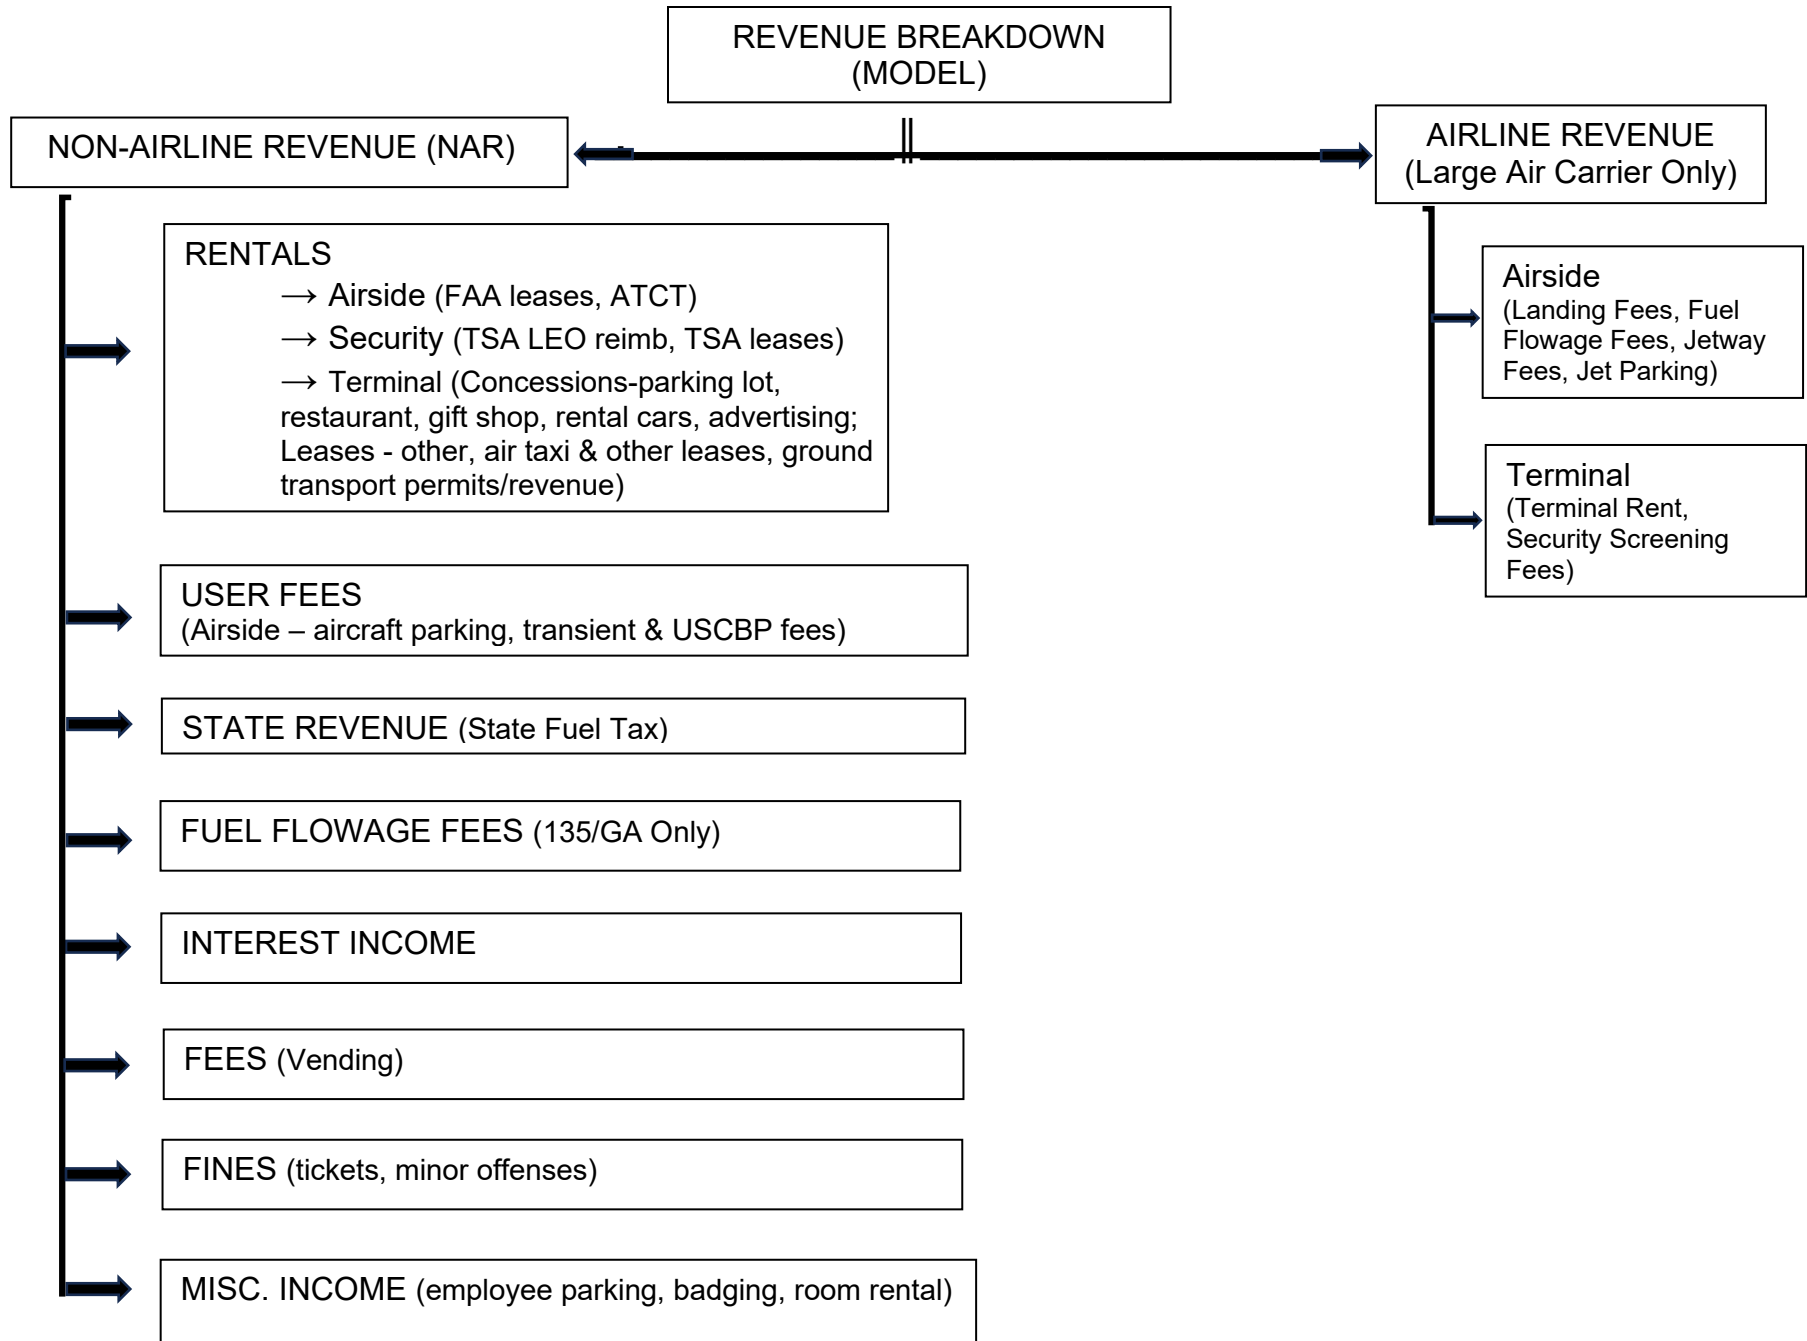 REVENUE BREAKDOWN
(MODEL)
NON-AIRLINE REVENUE (NAR)
AIRLINE REVENUE
(Large Air Carrier Only)
RENTALS
→ Airside (FAA leases, ATCT)
→ Security (TSA LEO reimb, TSA leases)
→ Terminal (Concessions-parking lot,
restaurant, gift shop, rental cars, advertising;
Leases - other, air taxi & other leases, ground
transport permits/revenue)
USER FEES
(Airside – aircraft parking, transient & USCBP fees)
STATE REVENUE (State Fuel Tax)
FUEL FLOWAGE FEES (135/GA Only)
INTEREST INCOME
FEES (Vending)
FINES (tickets, minor offenses)
MISC. INCOME (employee parking, badging, room rental)
Airside
(Landing Fees, Fuel
Flowage Fees, Jetway
Fees, Jet Parking)
Terminal
(Terminal Rent,
Security Screening
Fees)